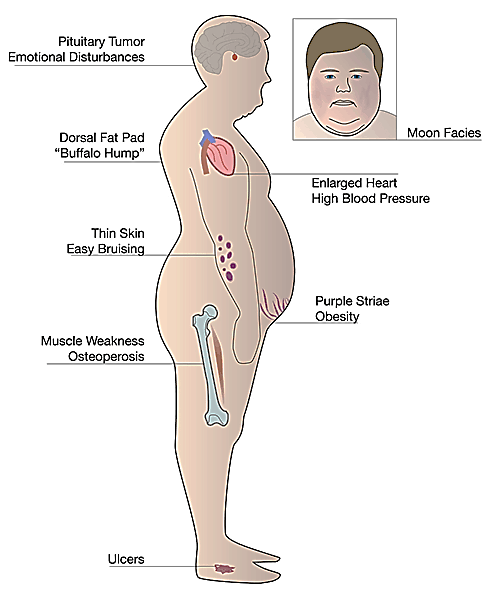 Pituitary Tumor
Emotional Disturbances
Moon Facies
Dorsal Fat Pad
“Buffalo Hump”
Enlarged Heart
High Blood Pressure
Thin Skin
Easy Bruising
Purple Striae
Obesity
Muscle Weakness
Osteoperosis
Ulcers